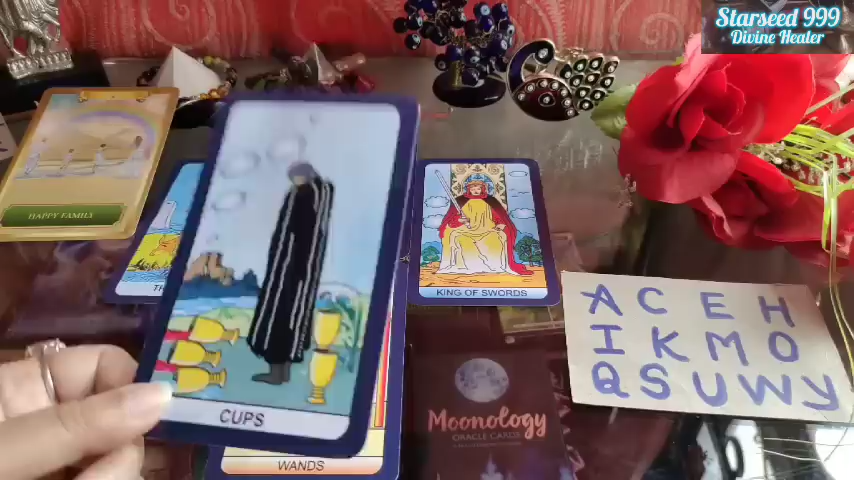 Starseed 999
Divine Healer
HAPPY FAMILY
KING OF SWORDS
CUPS
WANDS
Moonology
ORACLE CARDS
A C E H
I K M O
Q S U W Y